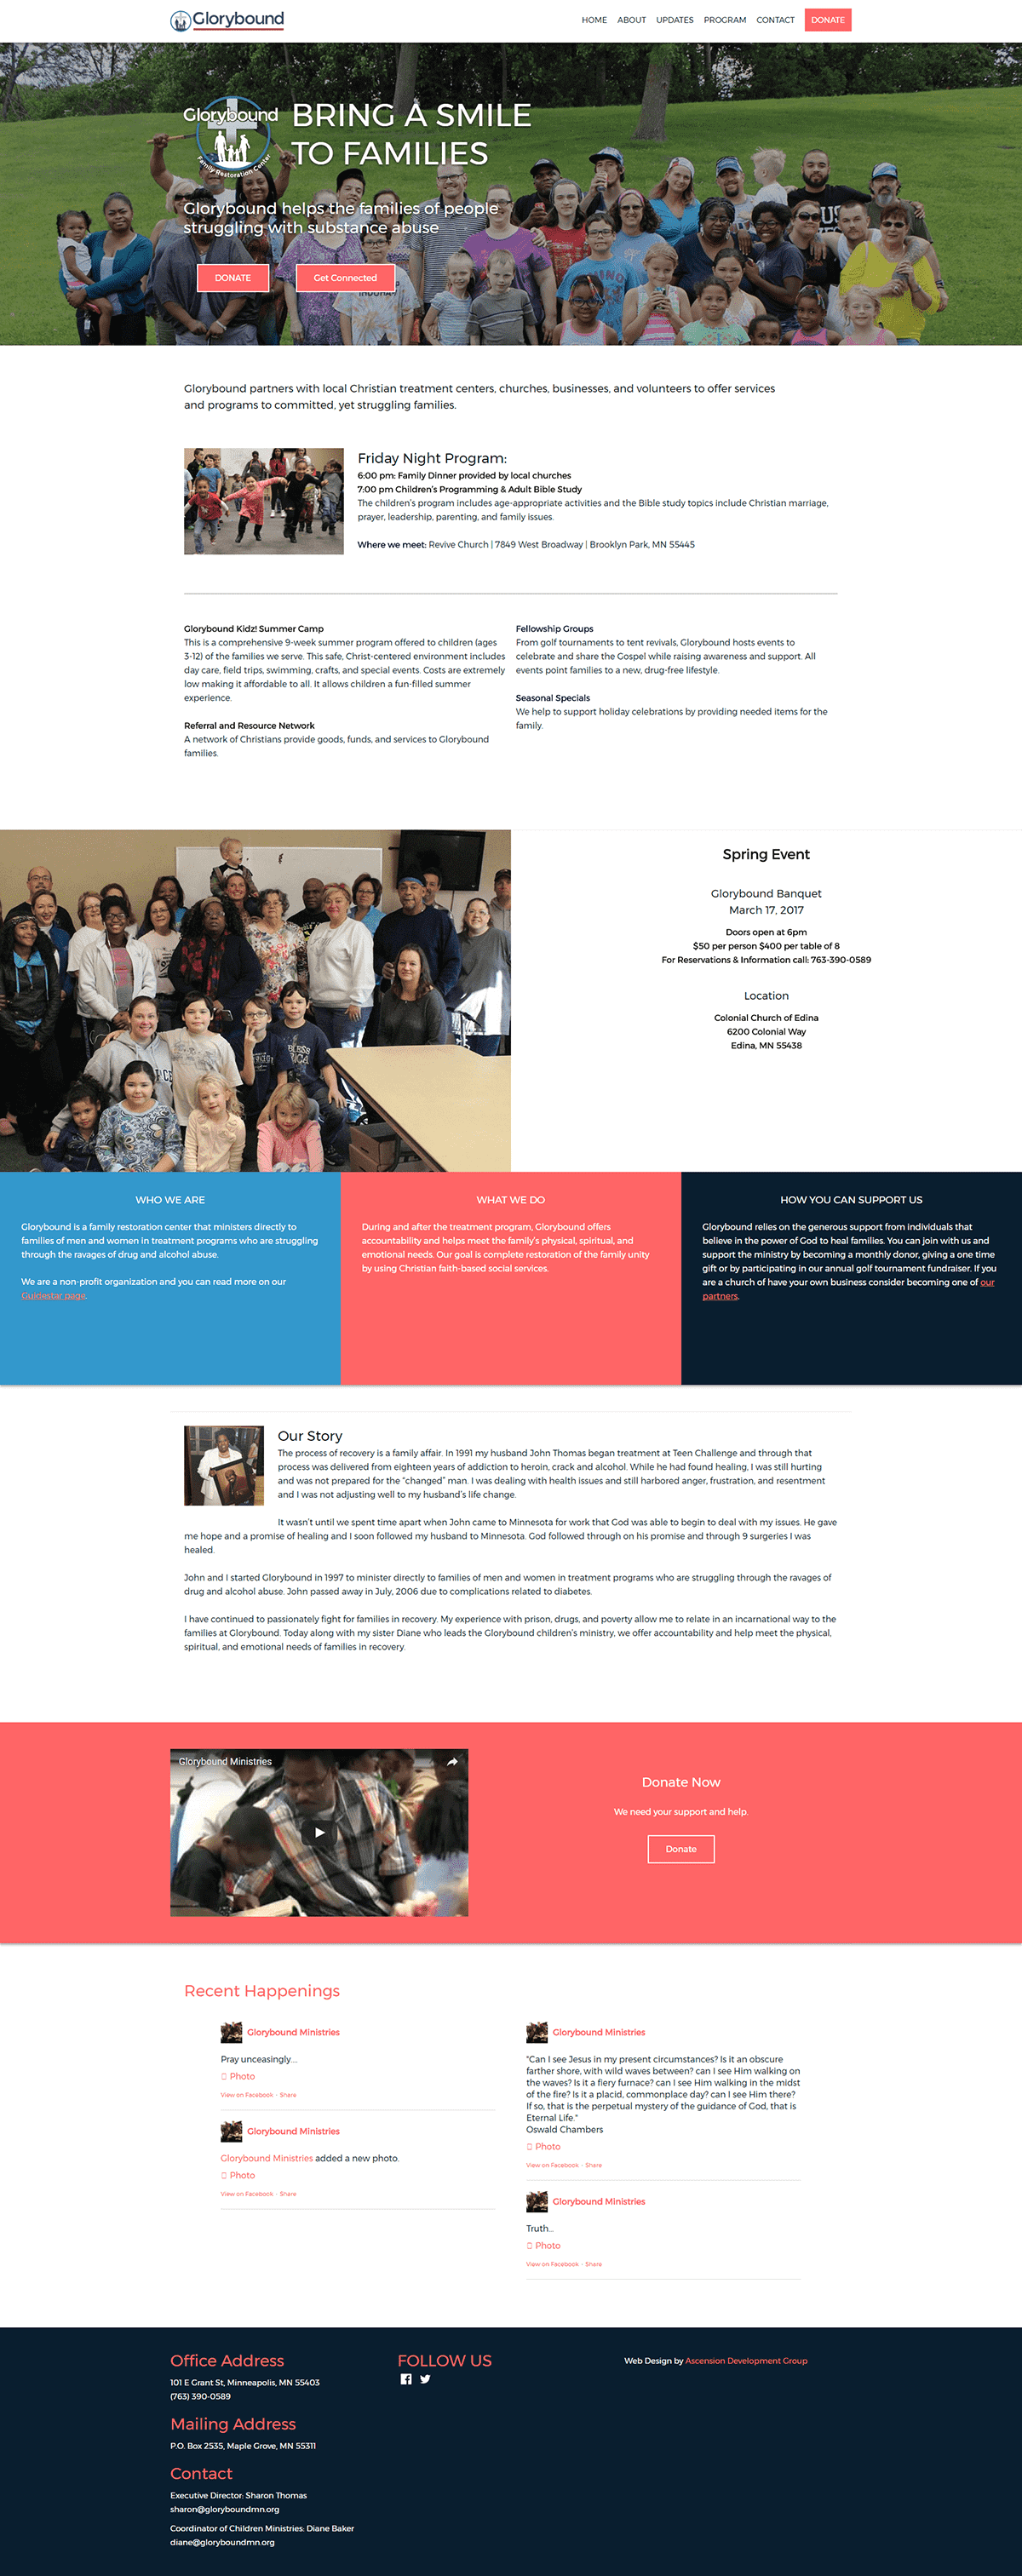 Glorybound
HOME ABOUT UPDATES PROGRAM CONTACT DONATE
Glorybound
Family Restoration Center
BRING A SMILE
TO FAMILIES
Glorybound helps the families of people
struggling with substance abuse
DONATE Get Connected
Glorybound partners with local Christian treatment centers, churches, businesses, and volunteers to offer services
and programs to committed, yet struggling families.
Friday Night Program:
6:00 pm: Family Dinner provided by local churches
7:00 pm Children's Programming & Adult Bible Study
The children's program includes age-appropriate activities and the Bible study topics include Christian marriage,
prayer, leadership, parenting, and family issues.
Where we meet: Revive Church | 7849 West Broadway | Brooklyn Park, MN 55445
Glorybound Kidz! Summer Camp
This is a comprehensive 9-week summer program offered to children (ages
3-12) of the families we serve. This safe, Christ-centered environment includes
day care, field trips, swimming, crafts, and special events. Costs are extremely
low making it affordable to all. It allows children a fun-filled summer
experience.
Referral and Resource Network
A network of Christians provide goods, funds, and services to Glorybound
families.
Fellowship Groups
From golf tournaments to tent revivals, Glorybound hosts events to
celebrate and share the Gospel while raising awareness and support. All
events point families to a new, drug-free lifestyle.
Seasonal Specials
We help to support holiday celebrations by providing needed items for the
family.
Spring Event
Glorybound Banquet
March 17, 2017
Doors open at 6pm
$50 per person $400 per table of 8
For Reservations & Information call: 763-390-0589
Location
Colonial Church of Edina
6200 Colonial Way
Edina, MN 55438
WHO WE ARE
Glorybound is a family restoration center that ministers directly to
families of men and women in treatment programs who are struggling
through the ravages of drug and alcohol abuse.
We are a non-profit organization and you can read more on our
Guidestar page.
WHAT WE DO
During and after the treatment program, Glorybound offers
accountability and helps meet the family's physical, spiritual, and
emotional needs. Our goal is complete restoration of the family unity
by using Christian faith-based social services.
HOW YOU CAN SUPPORT US
Glorybound relies on the generous support from individuals that
believe in the power of God to heal families. You can join with us and
support the ministry by becoming a monthly donor, giving a one time
gift or by participating in our annual golf tournament fundraiser. If you
are a church of have your own business consider becoming one of our
partners.
Our Story
The process of recovery is a family affair. In 1991 my husband John Thomas began treatment at Teen Challenge and through that
process was delivered from eighteen years of addiction to heroin, crack and alcohol. While he had found healing, I was still hurting
and was not prepared for the "changed" man. I was dealing with health issues and still harbored anger, frustration, and resentment
and I was not adjusting well to my husband's life change.
It wasn't until we spent time apart when John came to Minnesota for work that God was able to begin to deal with my issues. He gave
me hope and a promise of healing and I soon followed my husband to Minnesota. God followed through on his promise and through 9 surgeries I was
healed.
John and I started Glorybound in 1997 to minister directly to families of men and women in treatment programs who are struggling through the ravages of
drug and alcohol abuse. John passed away in July, 2006 due to complications related to diabetes.
I have continued to passionately fight for families in recovery. My experience with prison, drugs, and poverty allow me to relate in an incarnational way to the
families at Glorybound. Today along with my sister Diane who leads the Glorybound children's ministry, we offer accountability and help meet the physical,
spiritual, and emotional needs of families in recovery.
Glorybound Ministries
Donate Now
We need your support and help.
Donate
Recent Happenings
Glorybound Ministries
Pray unceasingly....
Photo
View on Facebook · Share
Glorybound Ministries
Glorybound Ministries added a new photo.
Photo
View on Facebook · Share
Glorybound Ministries
"Can I see Jesus in my present circumstances? Is it an obscure
farther shore, with wild waves between? can I see Him walking on
the waves? Is it a fiery furnace? can I see Him walking in the midst
of the fire? Is it a placid, commonplace day? can I see Him there?
If so, that is the perpetual mystery of the guidance of God, that is
Eternal Life."
Oswald Chambers
Photo
View on Facebook · Share
Glorybound Ministries
Truth...
Photo
View on Facebook · Share
Office Address
101 E Grant St, Minneapolis, MN 55403
(763) 390-0589
Mailing Address
P.O. Box 2535, Maple Grove, MN 55311
Contact
Executive Director: Sharon Thomas
sharon@gloryboundmn.org
Coordinator of Children Ministries: Diane Baker
diane@gloryboundmn.org
FOLLOW US
Web Design by Ascension Development Group